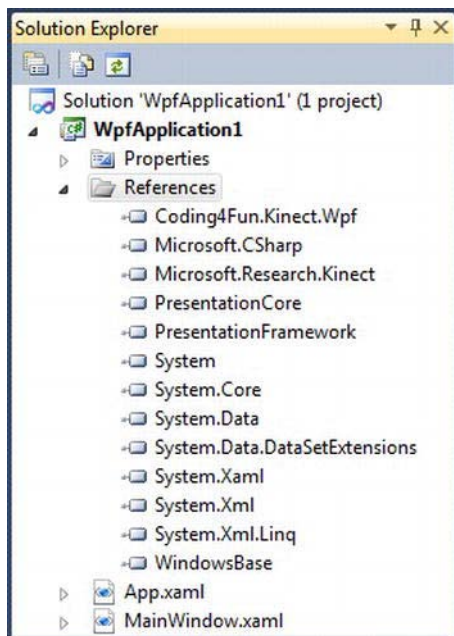 Solution Explorer
Solution 'WpfApplication1' (1 project)
WpfApplication1
Properties
References
Coding4Fun.Kinect.Wpf
Microsoft.CSharp
Microsoft.Research.Kinect
PresentationCore
PresentationFramework
System
System.Core
System.Data
System.Data.DataSetExtensions
System.Xaml
System.Xml
System.Xml.Linq
WindowsBase
App.xaml
MainWindow.xaml